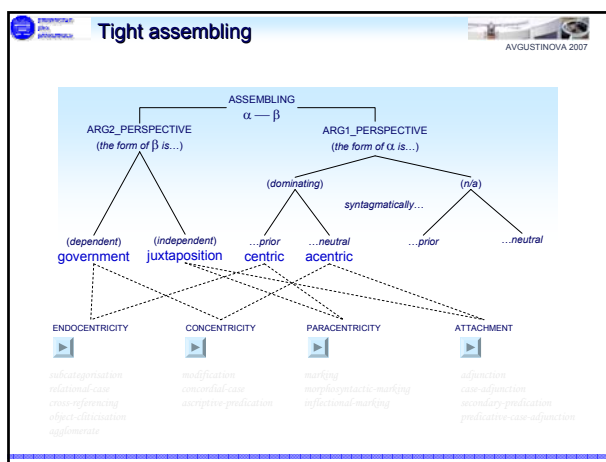 Tight assembling
AVGUSTINOVA 2007
ASSEMBLING
α — β
ARG2_PERSPECTIVE
(the form of β is…)
ARG1_PERSPECTIVE
(the form of α is…)
(dominating)
(n/a)
syntagmatically…
(dependent)
government
(independent)
juxtaposition
…prior
centric
…neutral
acentric
…prior
…neutral
ENDOCENTRICITY
CONCENTRICITY
PARACENTRICITY
ATTACHMENT
subcategorisation
relational-case
cross-referencing
object-cliticisation
agglomerate
modification
concordial-case
ascriptive-predication
marking
morphosyntactic-marking
inflectional-marking
adjunction
case-adjunction
secondary-predication
predicative-case-adjunction